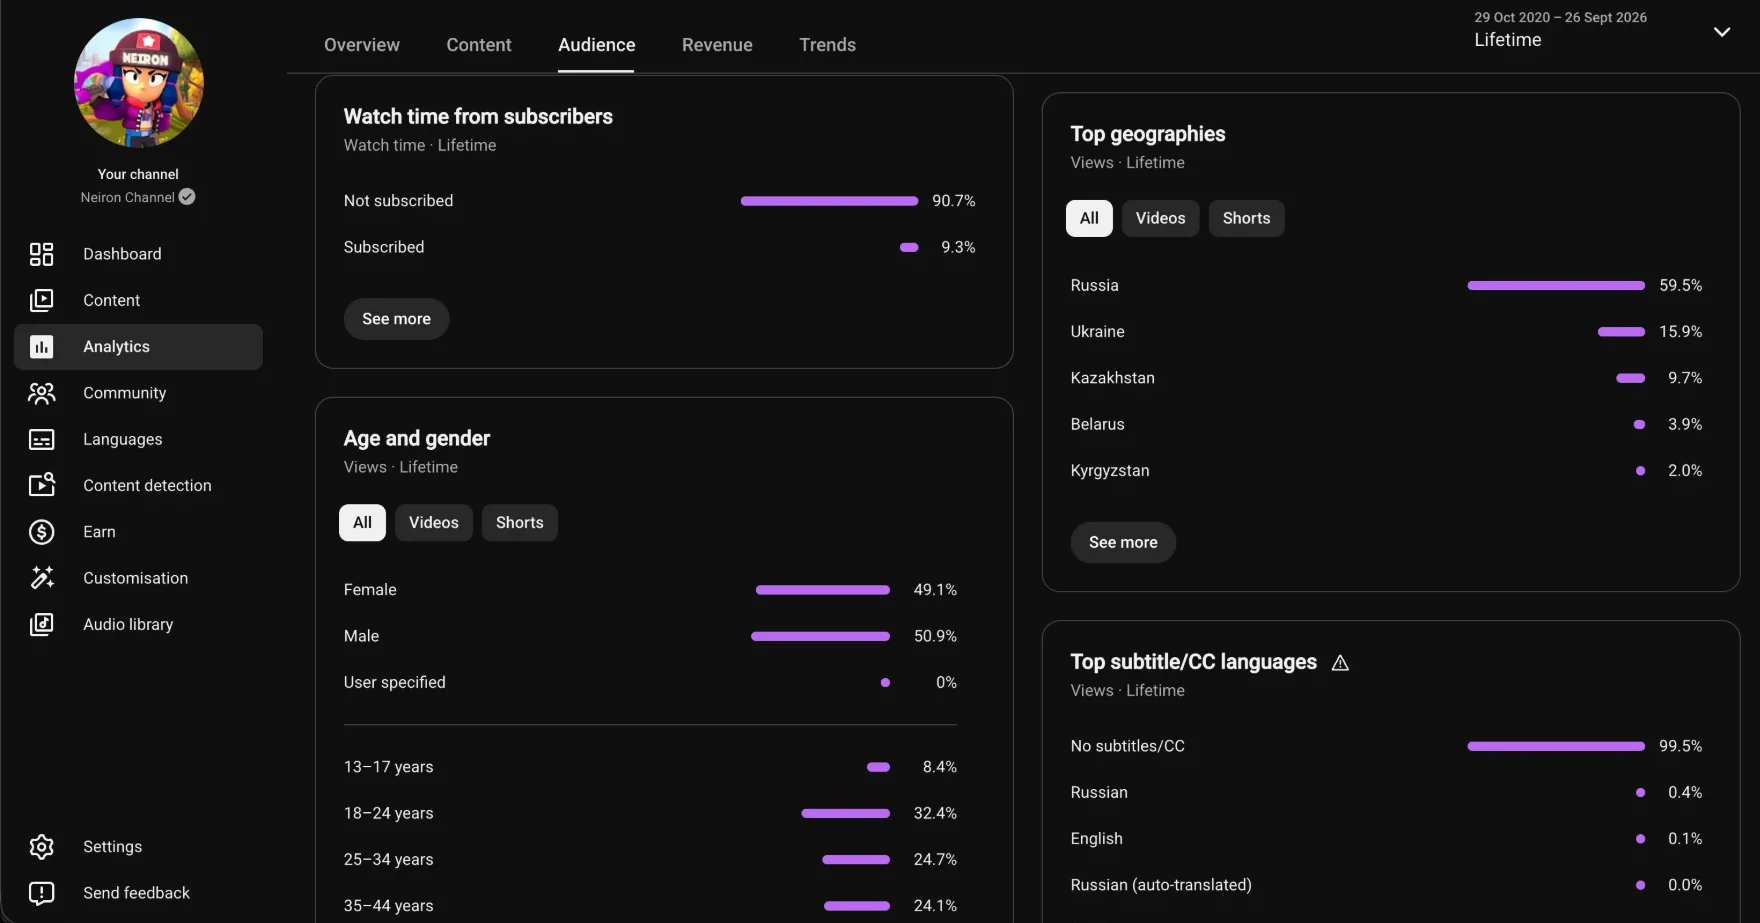 NEIRON
Your channel
Neiron Channel
Dashboard
Content
Analytics
Community
Languages
Content detection
Earn
Customisation
Audio library
Settings
Send feedback
Overview
Content
Audience
Revenue
Trends
29 Oct 2020 – 26 Sept 2026
Lifetime
Watch time from subscribers
Watch time · Lifetime
Not subscribed 90.7%
Subscribed 9.3%
See more
Age and gender
Views · Lifetime
All Videos Shorts
Female 49.1%
Male 50.9%
User specified 0%
13–17 years 8.4%
18–24 years 32.4%
25–34 years 24.7%
35–44 years 24.1%
Top geographies
Views · Lifetime
All Videos Shorts
Russia 59.5%
Ukraine 15.9%
Kazakhstan 9.7%
Belarus 3.9%
Kyrgyzstan 2.0%
See more
Top subtitle/CC languages
Views · Lifetime
No subtitles/CC 99.5%
Russian 0.4%
English 0.1%
Russian (auto-translated) 0.0%